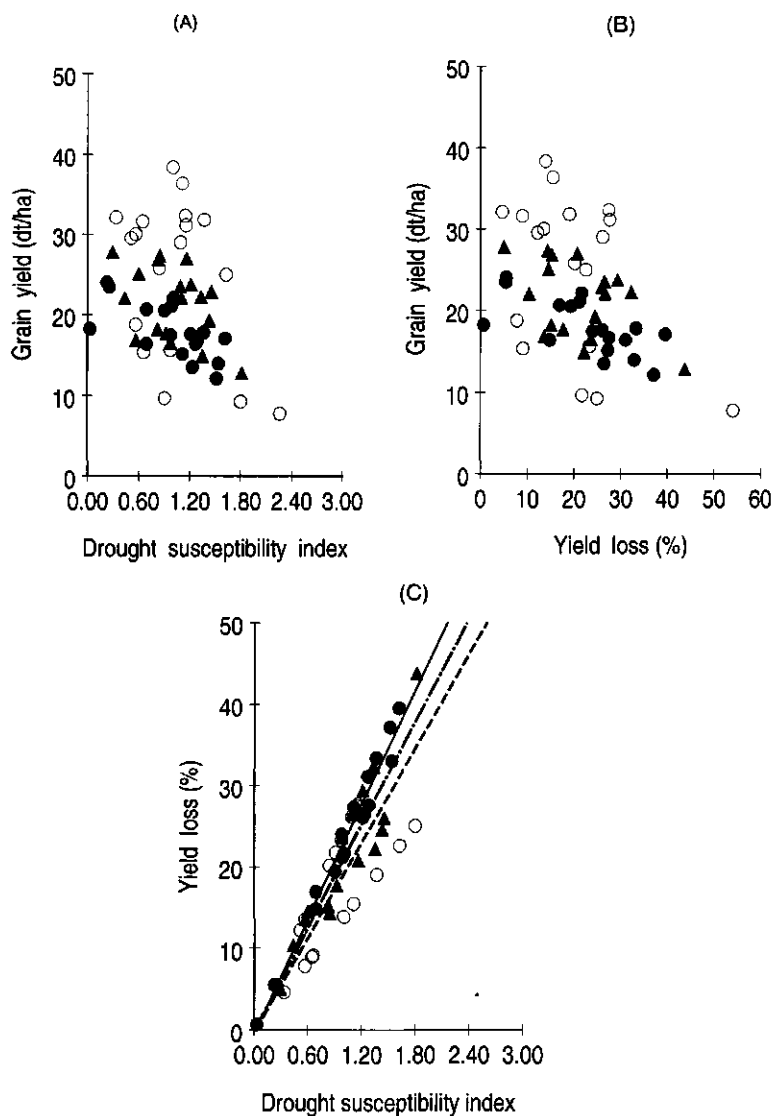 (A)
50
40
30
20
10
0
Grain yield (dt/ha)
0.00 0.60 1.20 1.80 2.40 3.00
Drought susceptibility index
(B)
50
40
30
20
10
0
Grain yield (dt/ha)
0 10 20 30 40 50 60
Yield loss (%)
(C)
50
40
30
20
10
0
Yield loss (%)
0.00 0.60 1.20 1.80 2.40 3.00
Drought susceptibility index